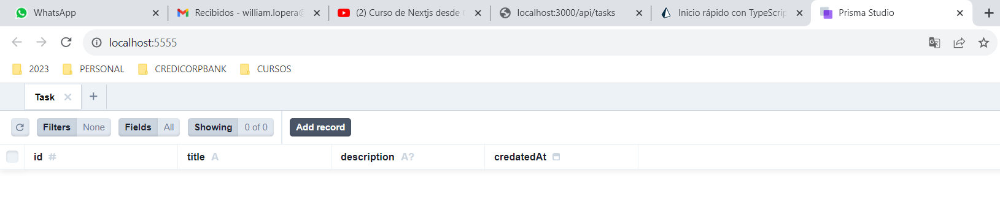 WhatsApp Recibidos - william.lopera@ (2) Curso de Nextjs desde localhost:3000/api/tasks Inicio rápido con TypeScrip Prisma Studio
localhost:5555
2023 PERSONAL CREDICORPBANK CURSOS
Task
Filters None Fields All Showing 0 of 0 Add record
id # title A description A? credatedAt